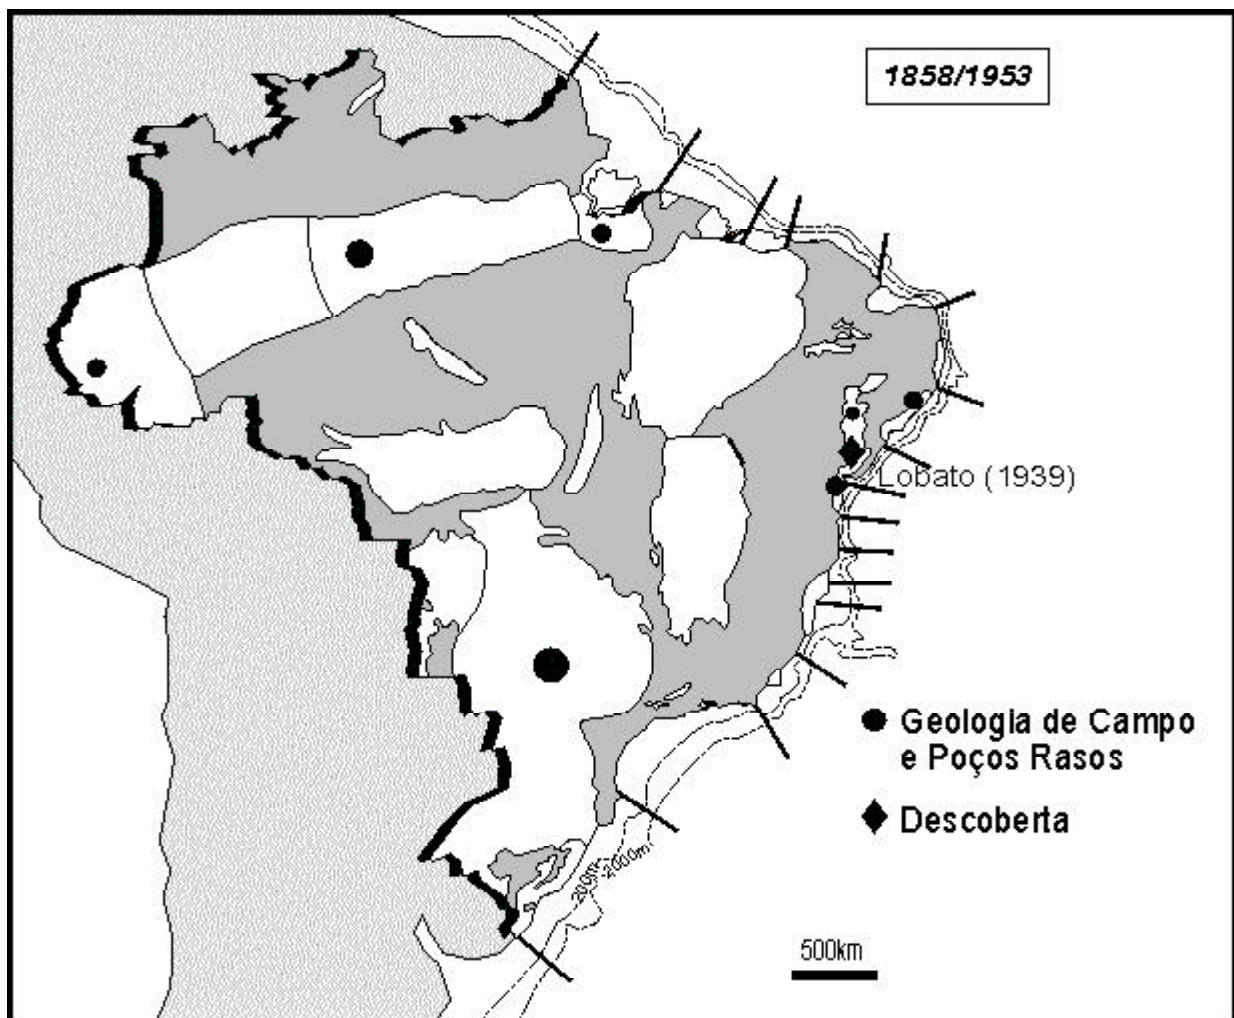 1858/1953
Lobato (1939)
Geologia de Campo
e Poços Rasos
Descoberta
2000m
500km